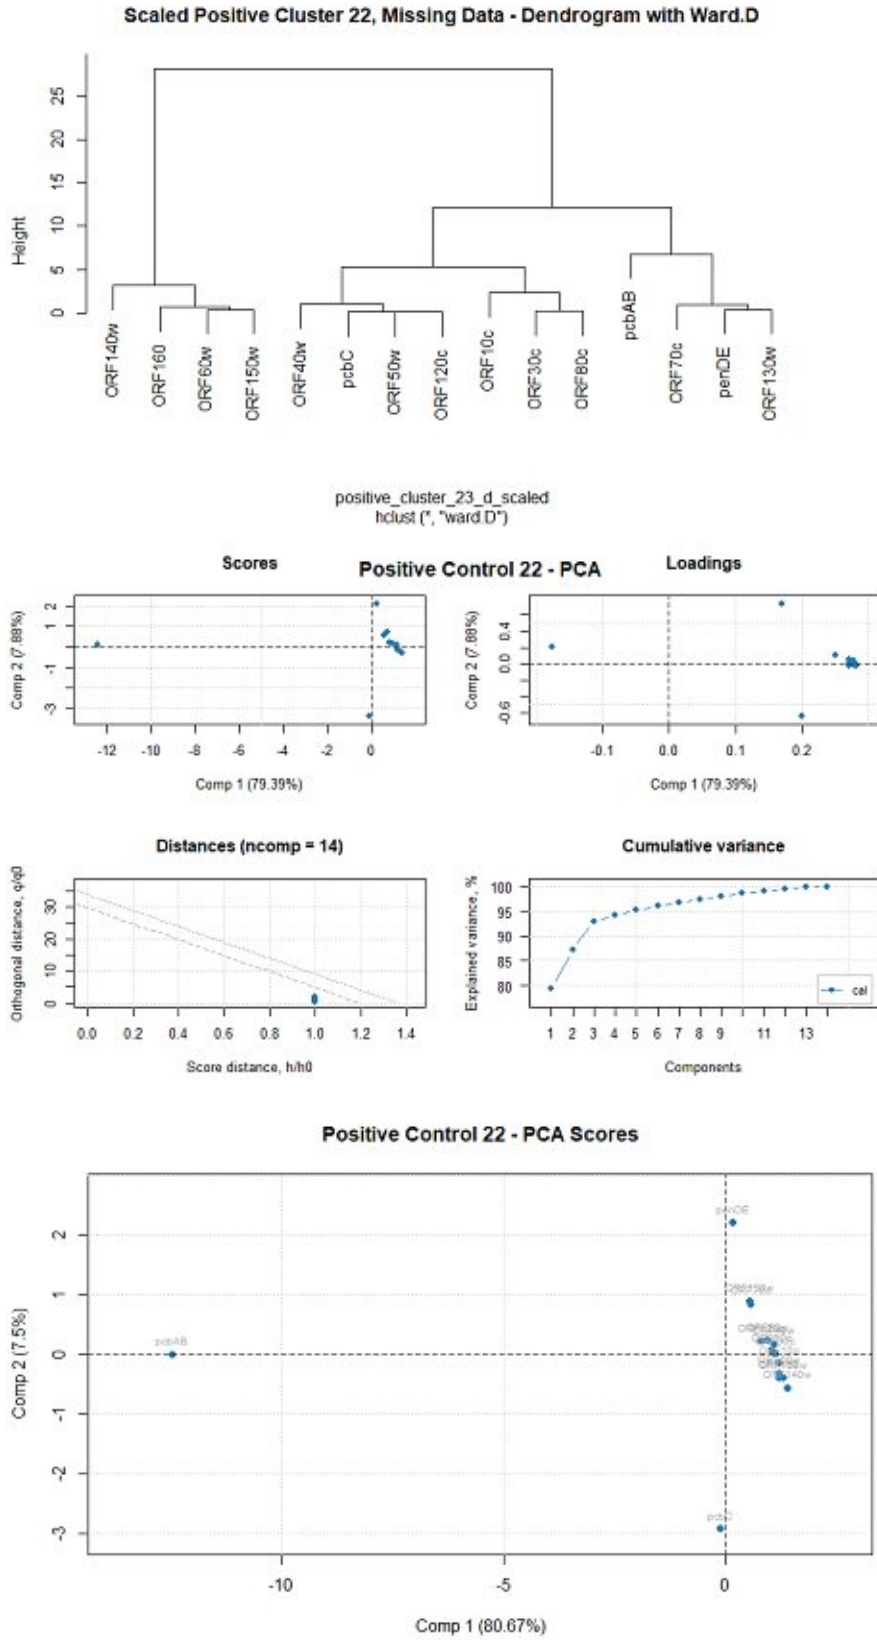 Scaled Positive Cluster 22, Missing Data - Dendrogram with Ward.D
Height
0 5 10 15 20 25
ORF140w
ORF160
ORF60w
ORF150w
ORF40w
pcbC
ORF50w
ORF120c
ORF10c
ORF30c
ORF80c
pcbAB
ORF70c
penDE
ORF130w
positive_cluster_23_d_scaled
hclust (*, "ward.D")
Positive Control 22 - PCA
Scores
Comp 2 (7.88%)
2 1 -1 -3
-12 -10 -8 -6 -4 -2 0
Comp 1 (79.39%)
Loadings
Comp 2 (7.88%)
0.4 0.0 -0.6
-0.1 0.0 0.1 0.2
Comp 1 (79.39%)
Distances (ncomp = 14)
Orthogonal distance, q/q0
30 20 10 0
0.0 0.2 0.4 0.6 0.8 1.0 1.2 1.4
Score distance, h/h0
Cumulative variance
Explained variance, %
100 95 90 85 80
cal
1 2 3 4 5 6 7 8 9 11 13
Components
Positive Control 22 - PCA Scores
Comp 2 (7.5%)
2 1 0 -1 -2 -3
penDE
pcbAB
pcbC
-10 -5 0
Comp 1 (80.67%)